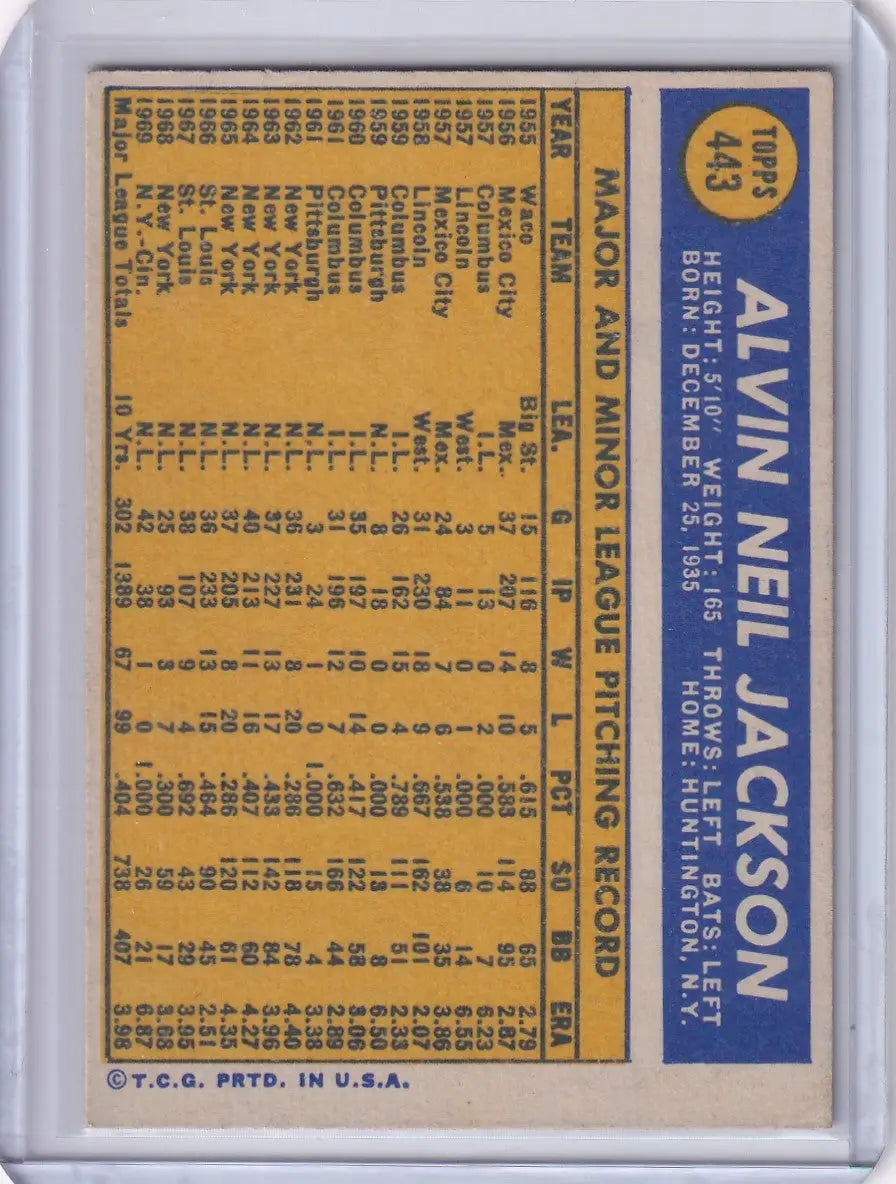 TOPPS
443
ALVIN NEIL JACKSON
HEIGHT: 5'10" WEIGHT: 165 THROWS: LEFT BATS: LEFT
BORN: DECEMBER 25, 1935 HOME: HUNTINGTON, N.Y.
MAJOR AND MINOR LEAGUE PITCHING RECORD
YEAR TEAM LEA. G IP W L PCT SO BB ERA
1955 Waco Big St. 15 116 8 5 .615 88 65 2.79
1956 Mexico City Mex. 37 207 14 10 .583 114 95 2.87
1957 Columbus I.L. 5 13 0 2 .000 10 7 6.23
1957 Lincoln West. 3 11 0 1 .000 6 14 6.55
1957 Mexico City Mex. 24 84 7 6 .538 38 35 3.86
1958 Lincoln West. 31 230 18 9 .667 162 101 2.07
1959 Columbus I.L. 26 162 15 4 .789 111 51 2.33
1959 Pittsburgh N.L. 8 18 0 0 .000 13 8 6.50
1960 Columbus I.L. 35 197 10 14 .417 122 58 3.06
1961 Columbus I.L. 31 196 12 7 .632 166 44 2.89
1961 Pittsburgh N.L. 3 24 1 0 1.000 15 4 3.38
1962 New York N.L. 36 231 8 20 .286 118 78 4.40
1963 New York N.L. 37 227 13 17 .433 142 84 3.96
1964 New York N.L. 40 213 11 16 .407 112 60 4.27
1965 New York N.L. 37 205 8 20 .286 120 61 4.35
1966 St. Louis N.L. 36 233 13 15 .464 90 45 2.51
1967 St. Louis N.L. 38 107 9 4 .692 43 29 3.95
1968 New York N.L. 25 93 3 7 .300 59 17 3.68
1969 N.Y.-Cin. N.L. 42 38 1 0 1.000 26 21 6.87
Major League Totals 10 Yrs. 302 1389 67 99 .404 738 407 3.98
©T.C.G. PRTD. IN U.S.A.